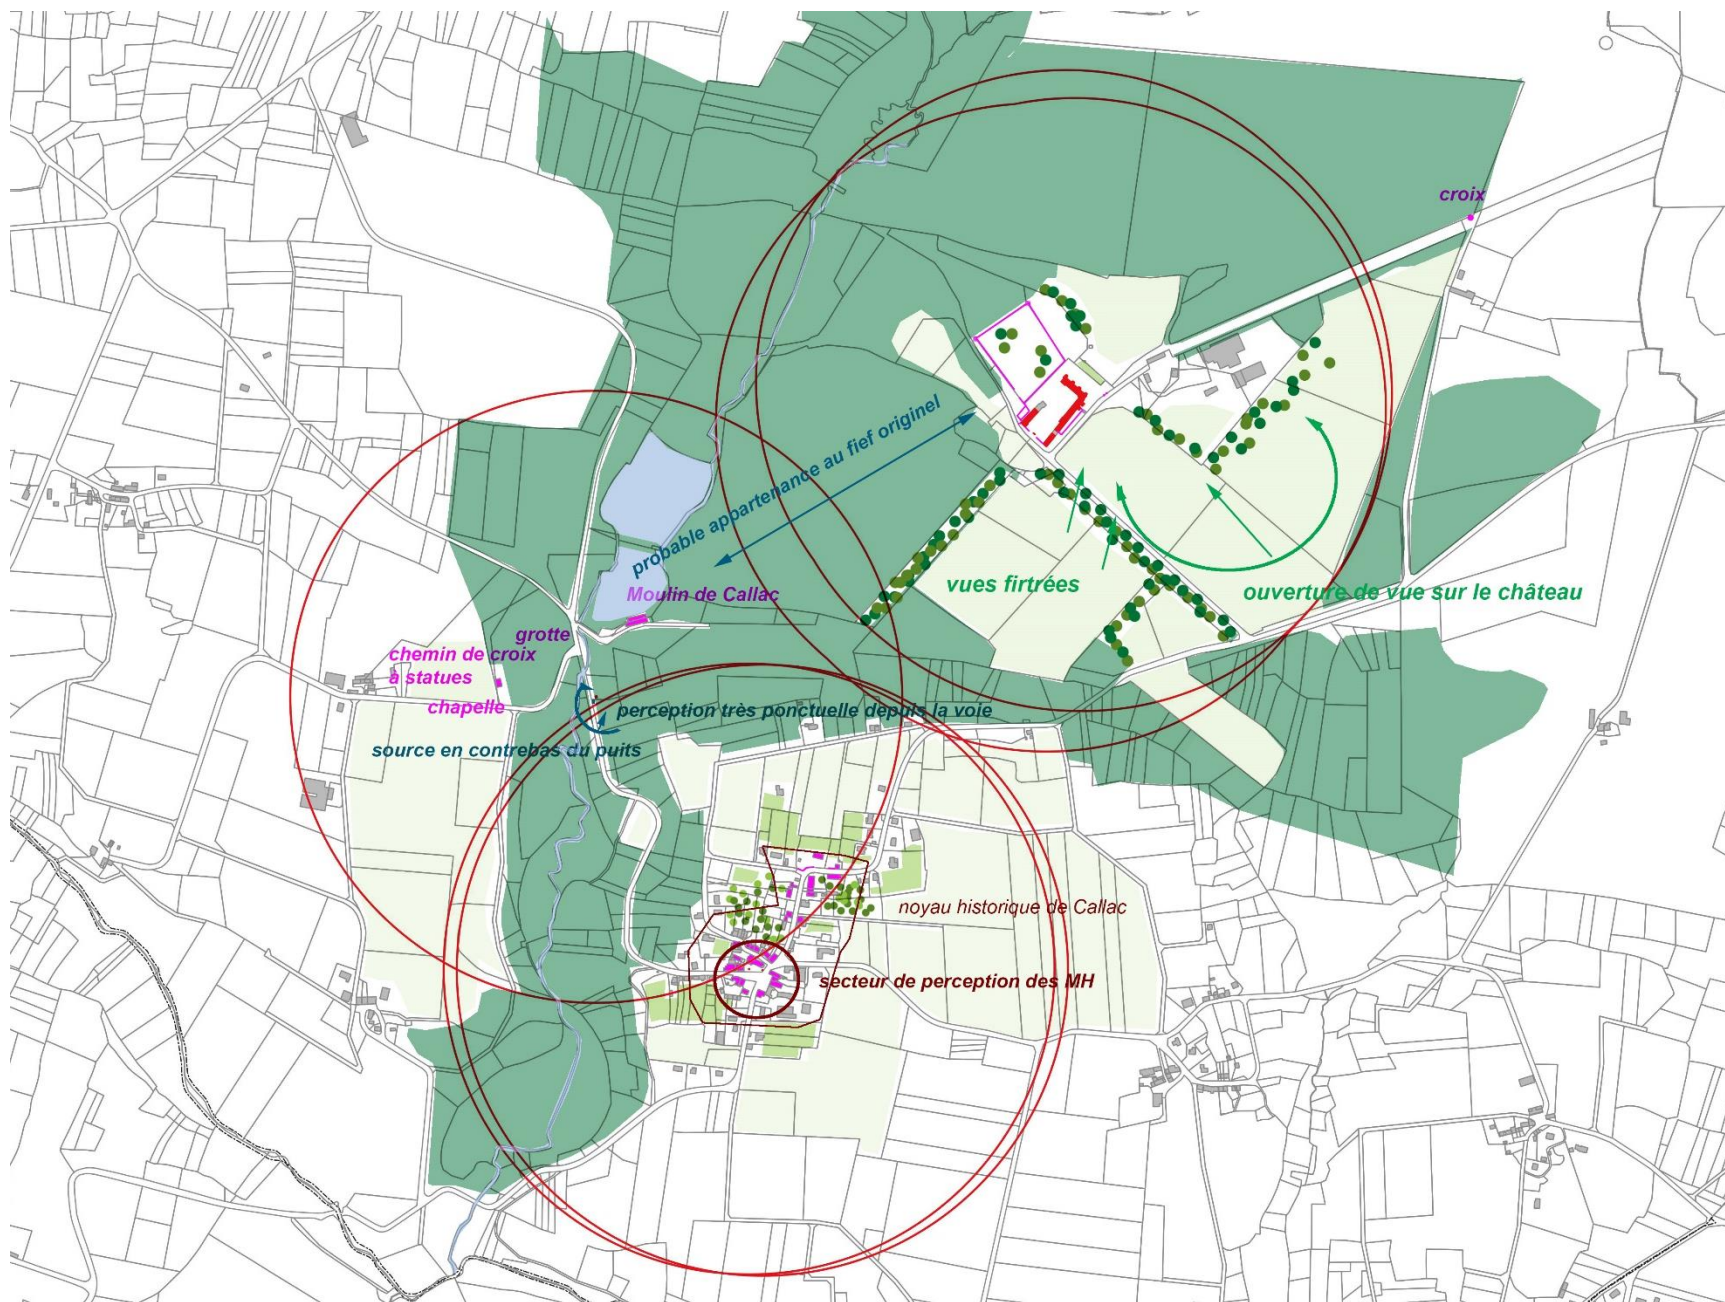 croix
probable appartenance au fief originel
vues firtrées
ouverture de vue sur le château
Moulin de Callac
grotte
chemin de croix
à statues
chapelle
perception très ponctuelle depuis la voie
source en contrebas du puits
noyau historique de Callac
secteur de perception des MH